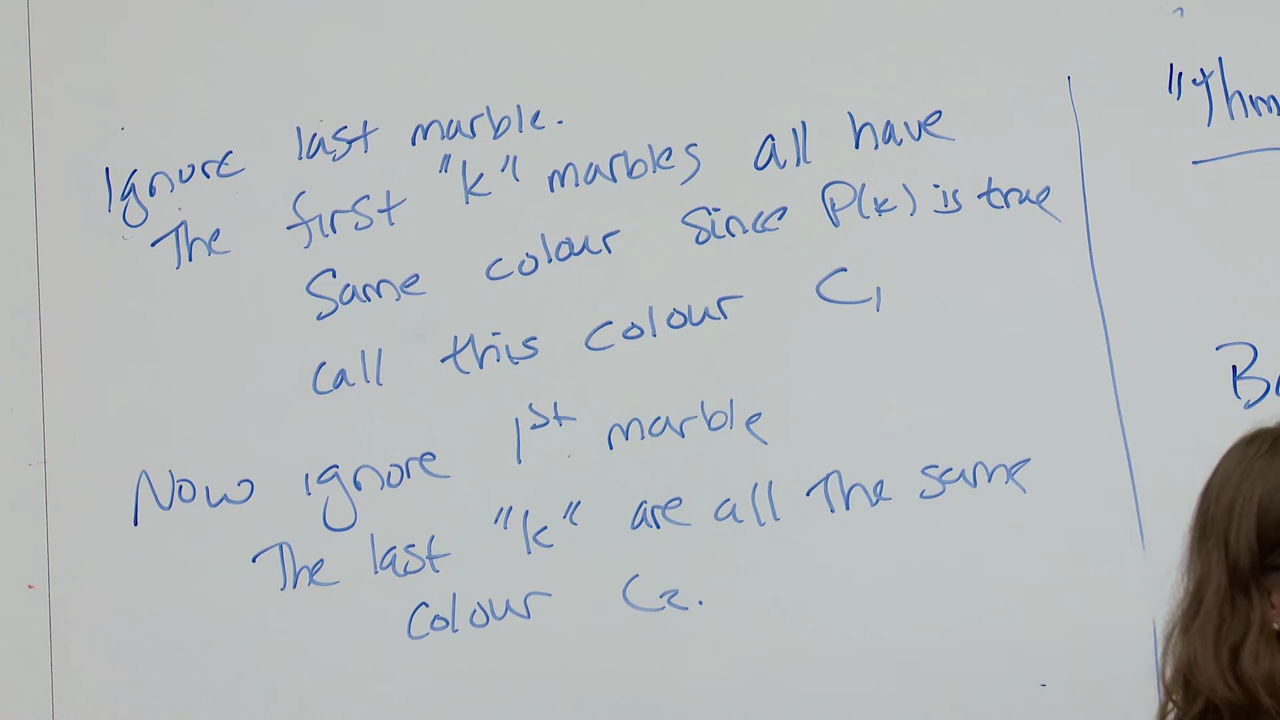 Ignore last marble.
The first "k" marbles all have
Same colour since P(k) is true
Call this colour C₁
Now ignore 1st marble
The last "k" are all the same
colour C₂.
"Thm